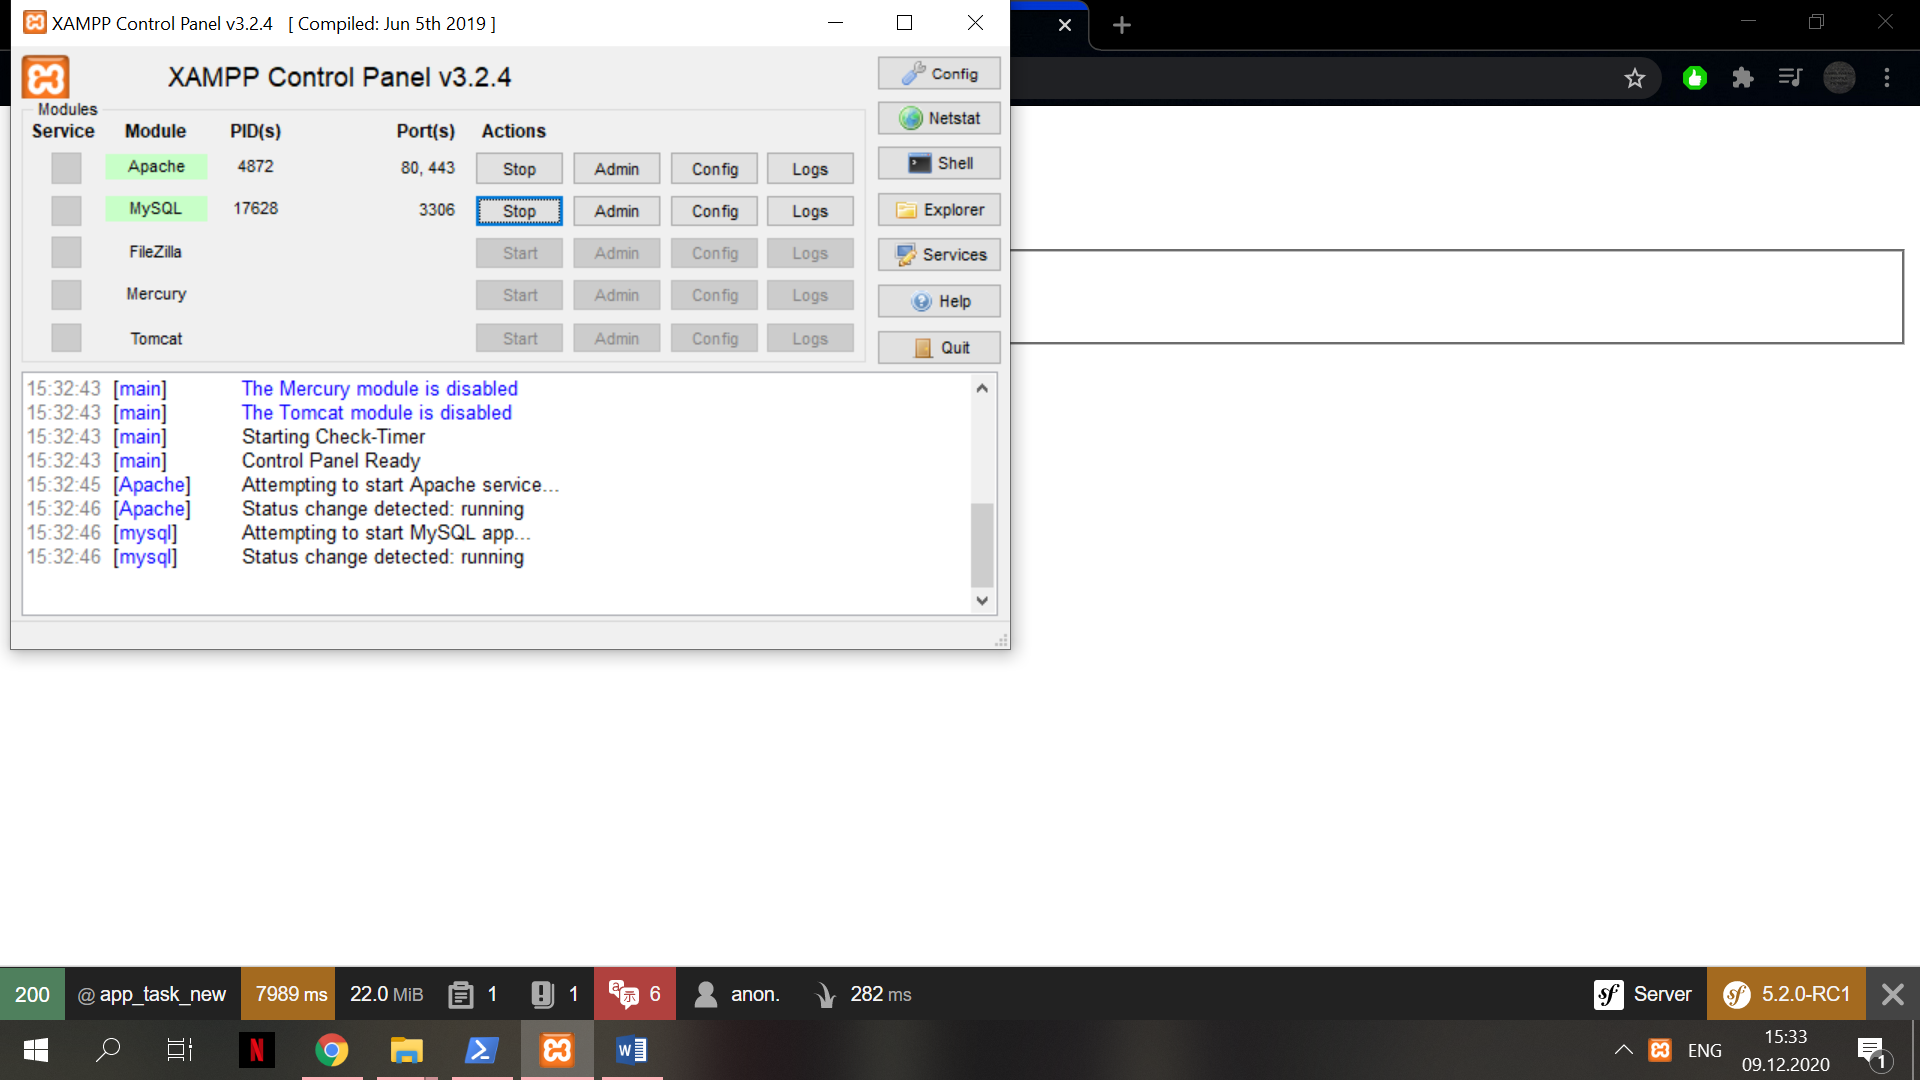 XAMPP Control Panel v3.2.4 [ Compiled: Jun 5th 2019 ]
XAMPP Control Panel v3.2.4
Config
Modules
Service Module PID(s) Port(s) Actions
Netstat
Apache 4872 80, 443 Stop Admin Config Logs
Shell
MySQL 17628 3306 Stop Admin Config Logs
Explorer
FileZilla Start Admin Config Logs
Services
Mercury Start Admin Config Logs
Help
Tomcat Start Admin Config Logs
Quit
15:32:43 [main] The Mercury module is disabled
15:32:43 [main] The Tomcat module is disabled
15:32:43 [main] Starting Check-Timer
15:32:43 [main] Control Panel Ready
15:32:45 [Apache] Attempting to start Apache service...
15:32:46 [Apache] Status change detected: running
15:32:46 [mysql] Attempting to start MySQL app...
15:32:46 [mysql] Status change detected: running
200 @ app_task_new 7989 ms 22.0 MiB 1 1 6 anon. 282 ms sf Server sf 5.2.0-RC1
ENG 15:33
09.12.2020 1